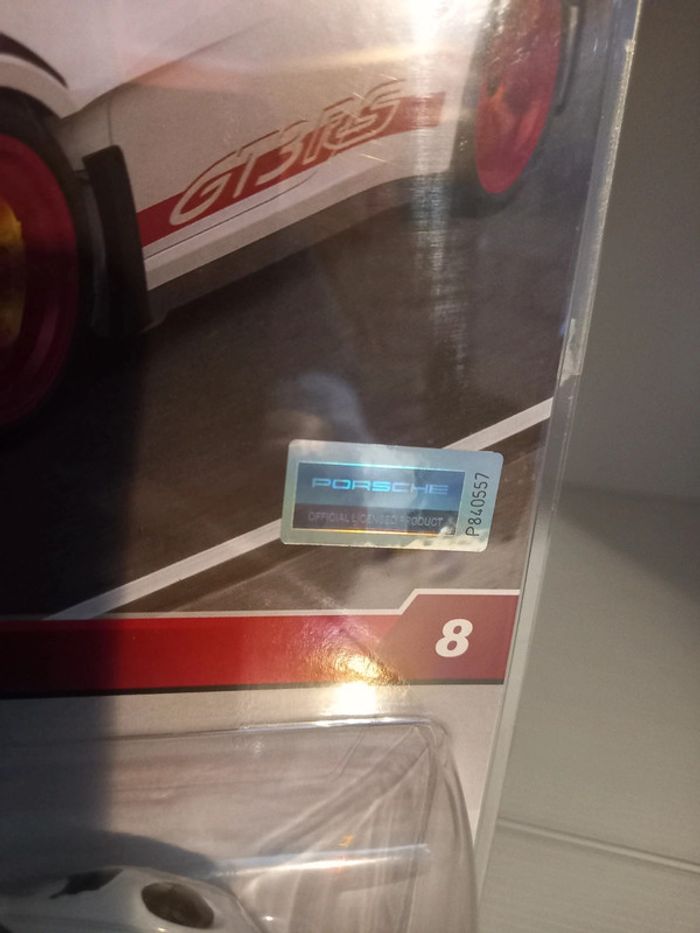 GT3RS
PORSCHE
OFFICIAL LICENSED PRODUCT
P840557
8